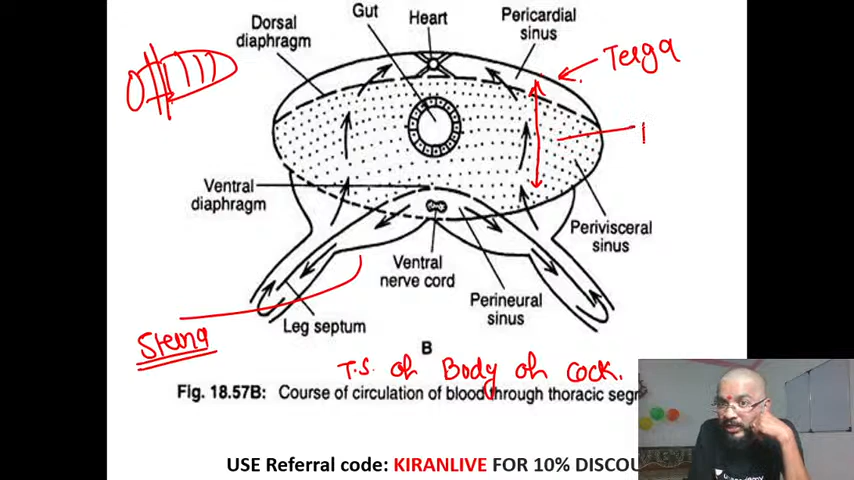 Gut
Heart
Pericardial
sinus
Dorsal
diaphragm
Terga
Ventral
diaphragm
Perivisceral
sinus
Ventral
nerve cord
Perineural
sinus
Leg septum
Sterna
B
T.S. of Body of Cock.
Fig. 18.57B: Course of circulation of blood through thoracic segr
USE Referral code: KIRANLIVE FOR 10% DISCOU